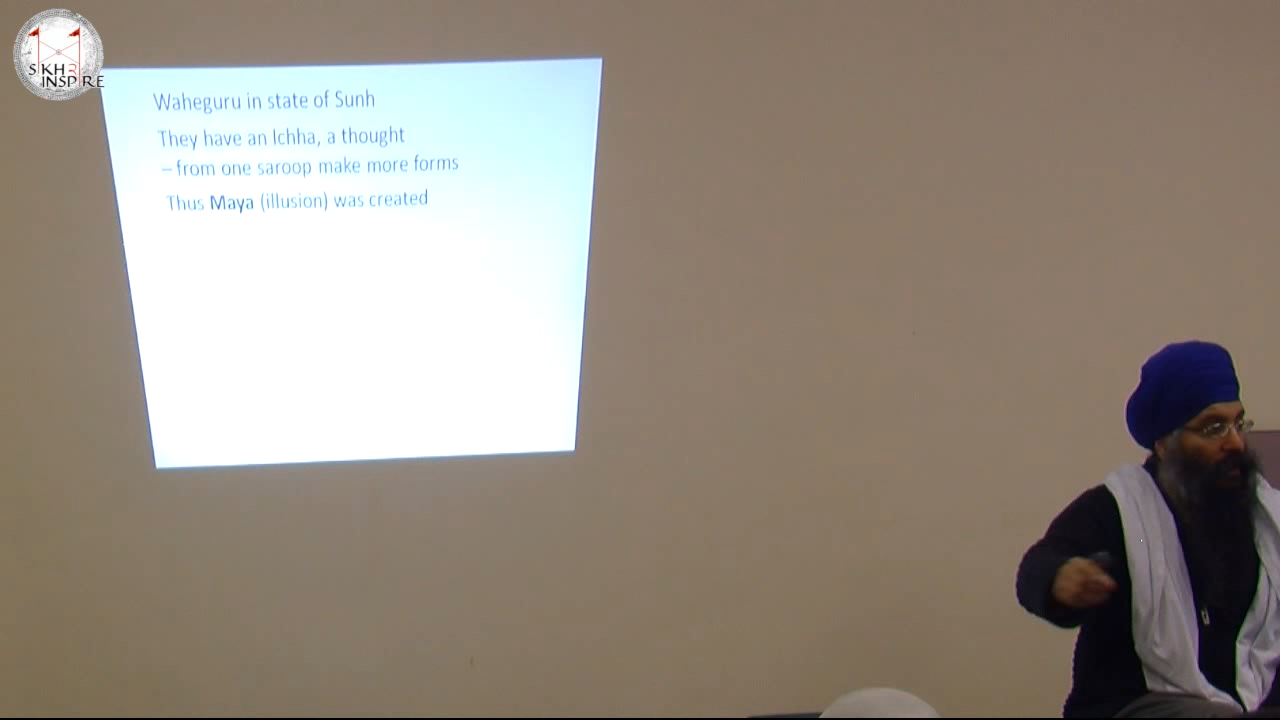 SIKH2
INSPIRE
Waheguru in state of Sunh
They have an Ichha, a thought
– from one saroop make more forms
Thus Maya (illusion) was created